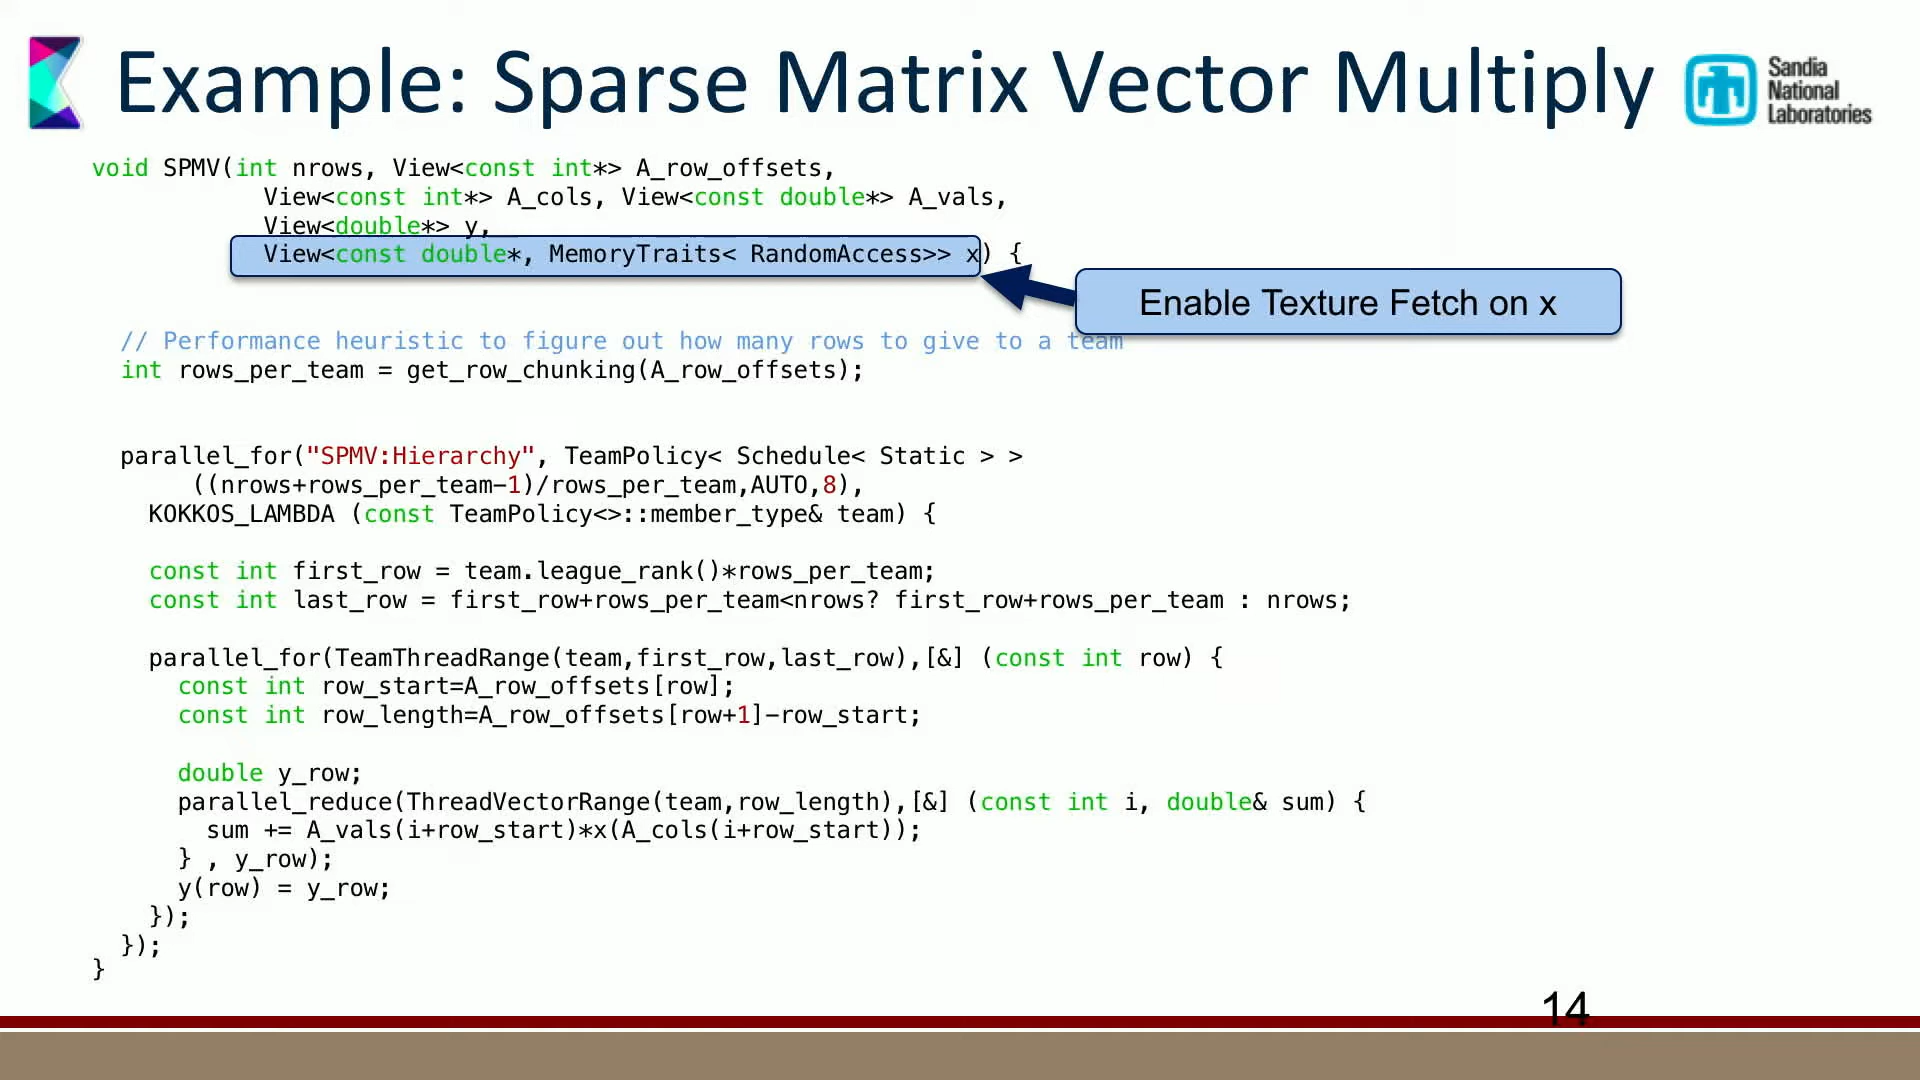 Example: Sparse Matrix Vector Multiply
Sandia
National
Laboratories
void SPMV(int nrows, View<const int*> A_row_offsets,
View<const int*> A_cols, View<const double*> A_vals,
View<double*> y,
View<const double*, MemoryTraits< RandomAccess>> x) {
Enable Texture Fetch on x
// Performance heuristic to figure out how many rows to give to a team
int rows_per_team = get_row_chunking(A_row_offsets);
parallel_for("SPMV:Hierarchy", TeamPolicy< Schedule< Static > >
((nrows+rows_per_team-1)/rows_per_team,AUTO,8),
KOKKOS_LAMBDA (const TeamPolicy<>::member_type& team) {
const int first_row = team.league_rank()*rows_per_team;
const int last_row = first_row+rows_per_team<nrows? first_row+rows_per_team : nrows;
parallel_for(TeamThreadRange(team,first_row,last_row),[&] (const int row) {
const int row_start=A_row_offsets[row];
const int row_length=A_row_offsets[row+1]-row_start;
double y_row;
parallel_reduce(ThreadVectorRange(team,row_length),[&] (const int i, double& sum) {
sum += A_vals(i+row_start)*x(A_cols(i+row_start));
} , y_row);
y(row) = y_row;
});
});
}
14